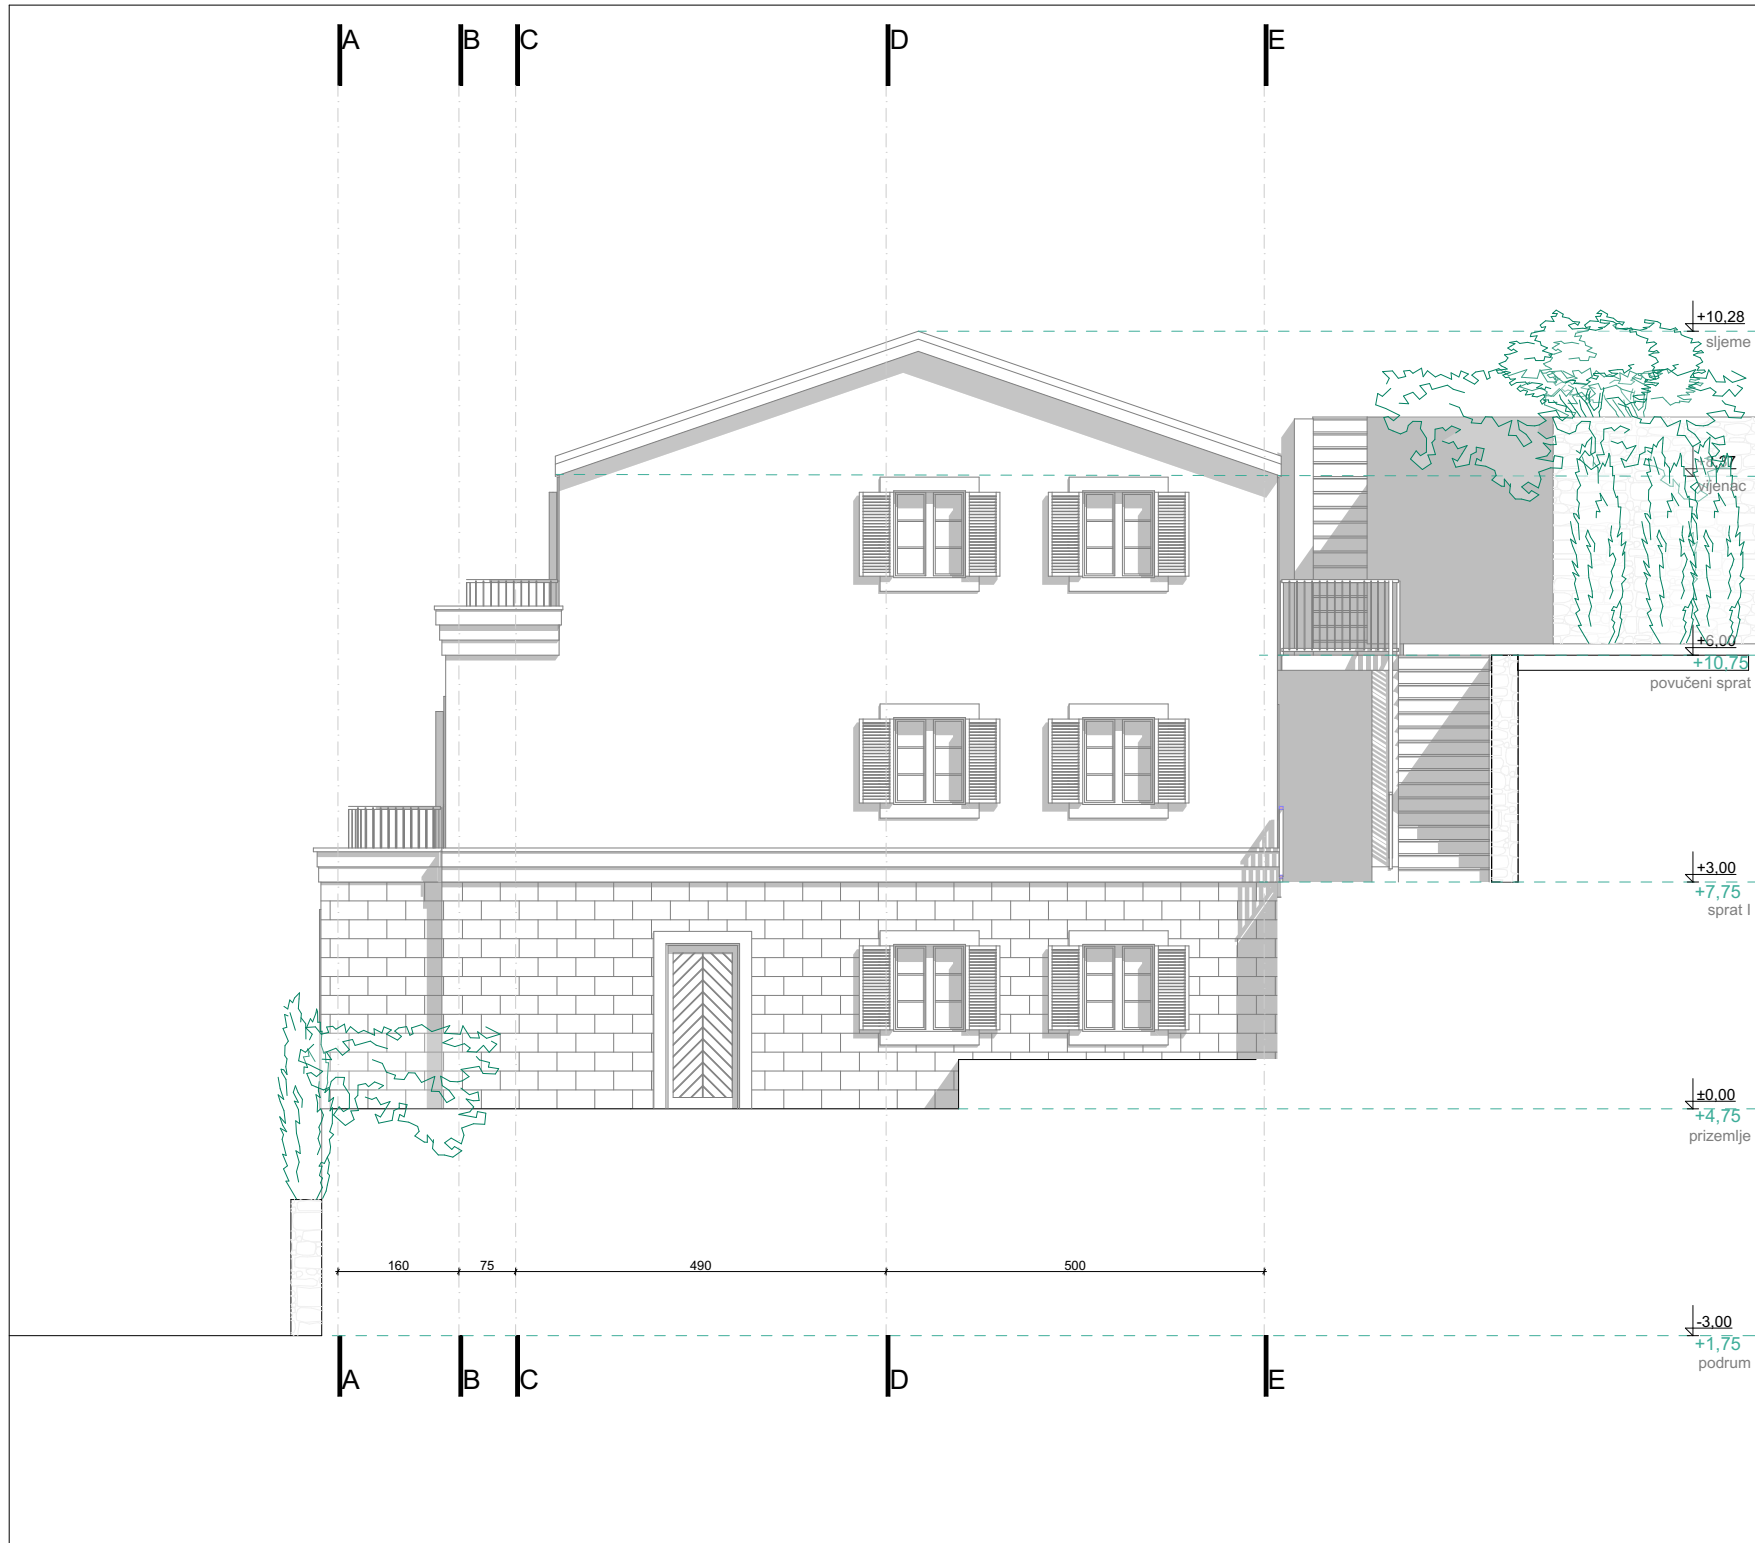 A B C D E
+10,28
sljeme
vijenac
+6,00
+10,75
povučeni sprat
+3,00
+7,75
sprat I
±0,00
+4,75
prizemlje
160 75 490 500
-3,00
+1,75
podrum
A B C D E